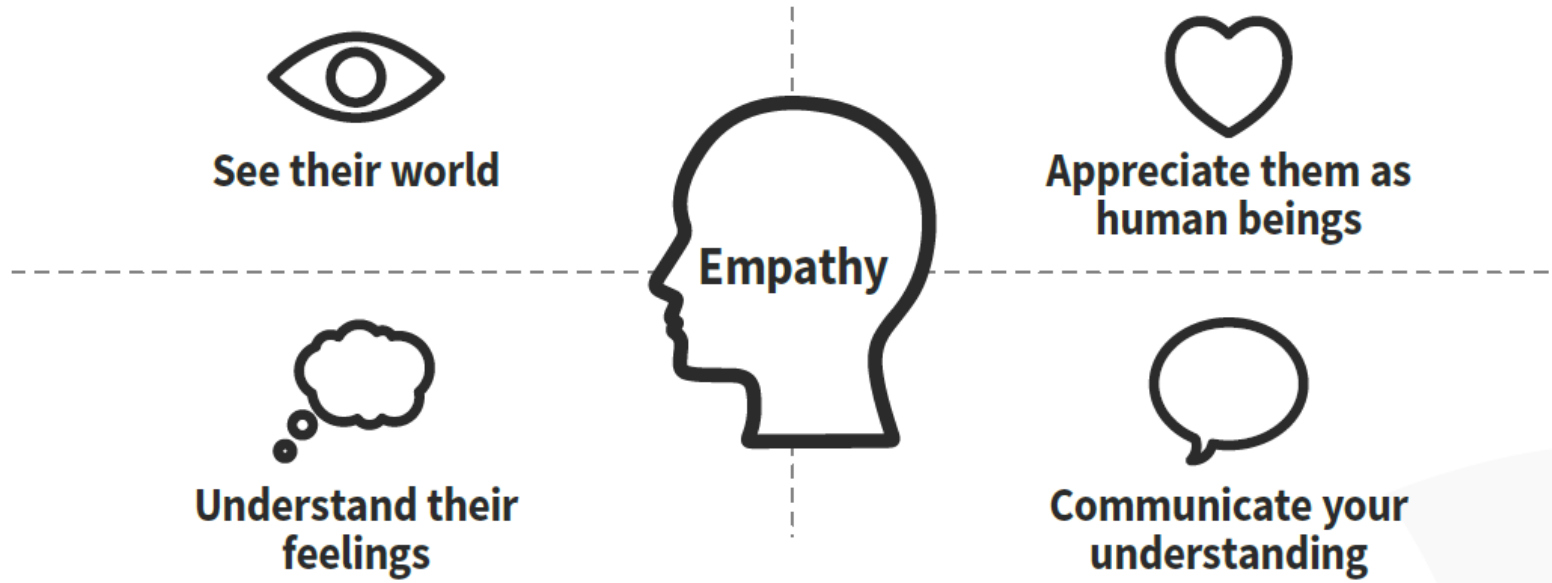 See their world
Appreciate them as
human beings
Empathy
Understand their
feelings
Communicate your
understanding